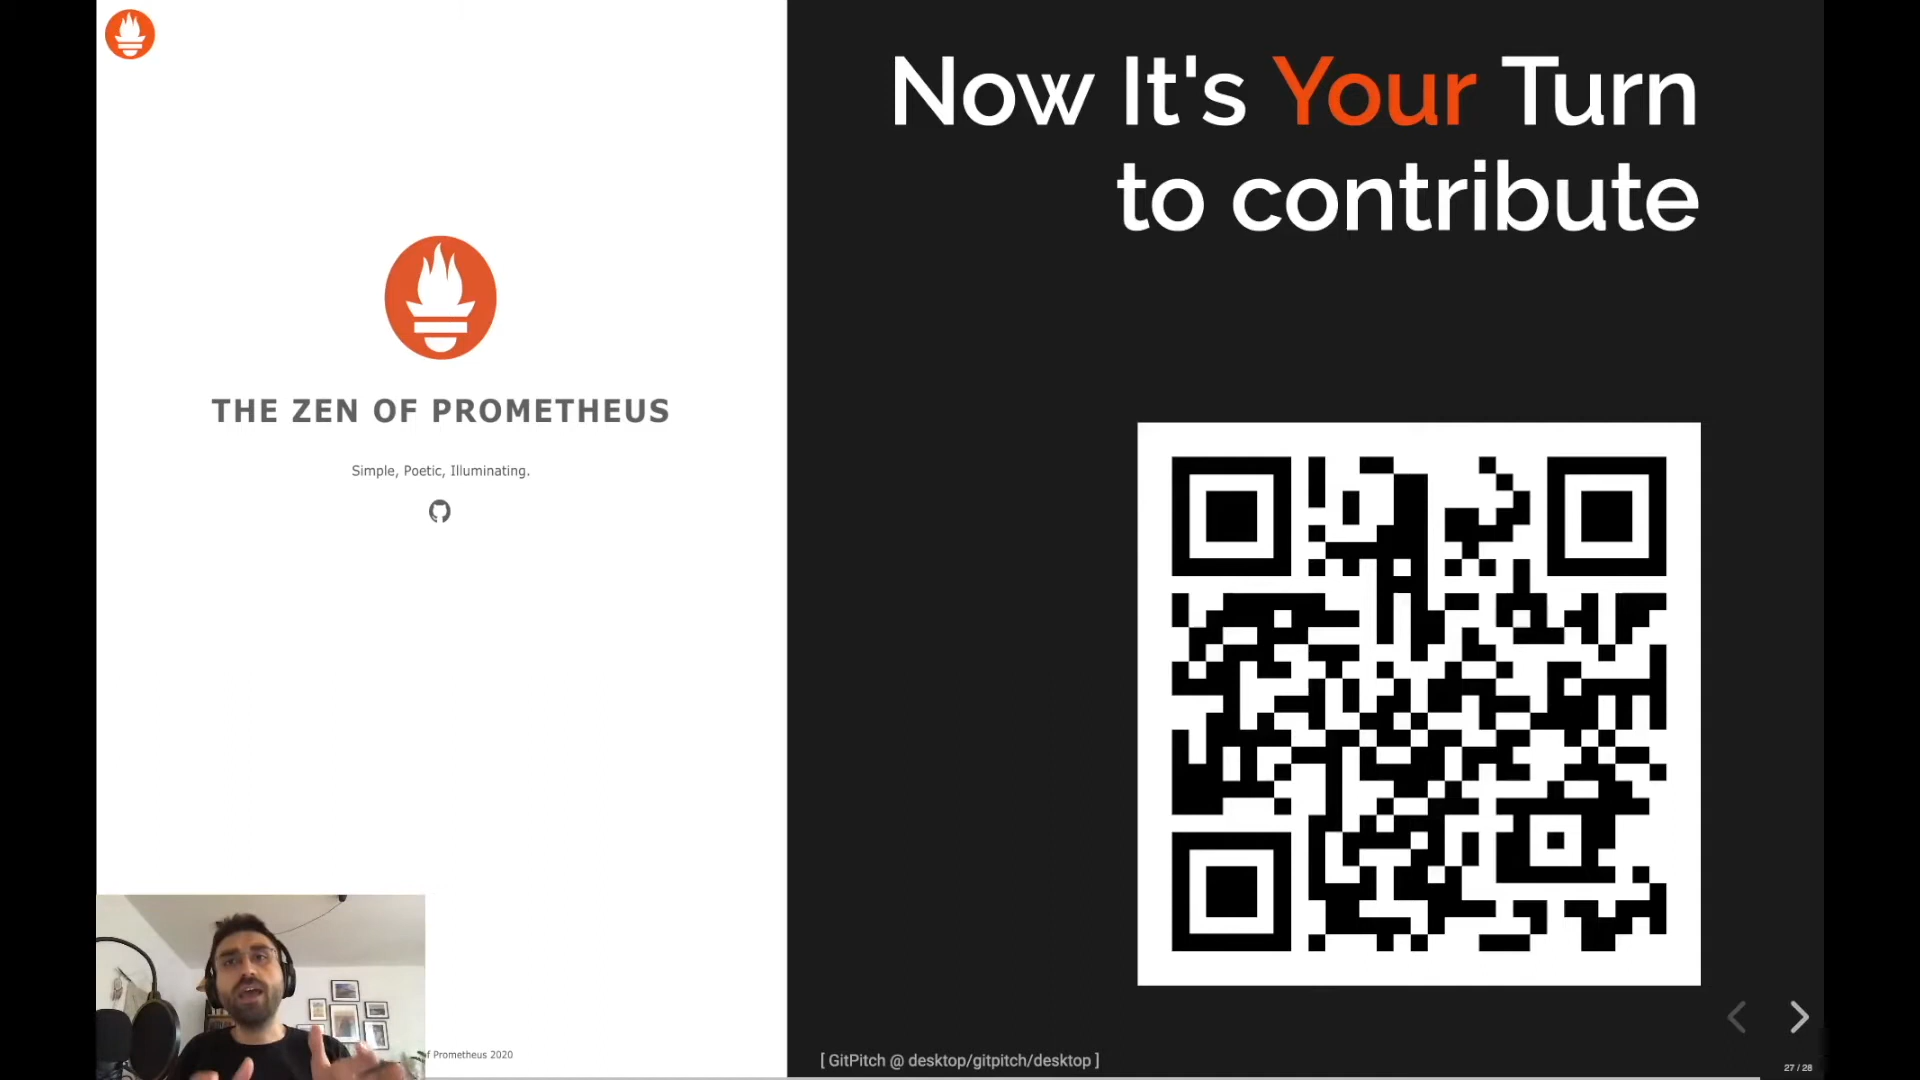 THE ZEN OF PROMETHEUS
Simple, Poetic, Illuminating.
of Prometheus 2020
Now It's Your Turn
to contribute
[ GitPitch @ desktop/gitpitch/desktop ]
27 / 28